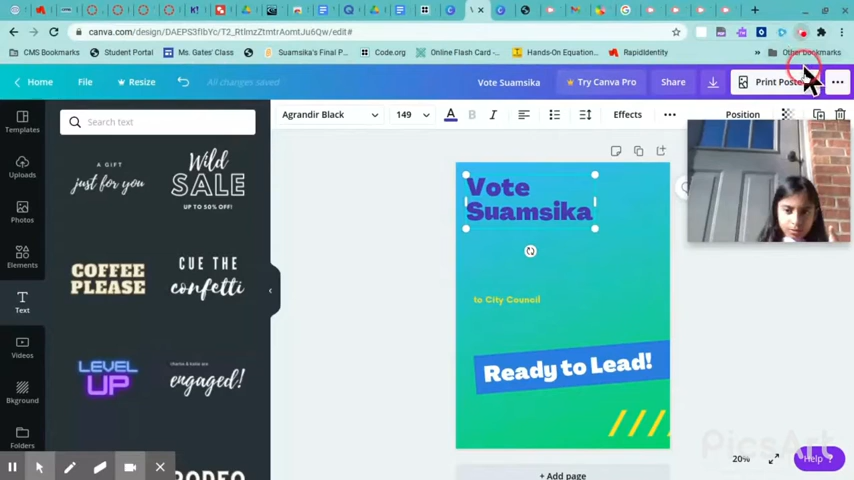 canva.com/design/DAEPS3fIbYc/T2_RtlmzZtmtrAomtJu6Qw/edit#
CMS Bookmarks
Student Portal
Ms. Gates' Class
Suamsika's Final P...
Code.org
Online Flash Card -...
Hands-On Equation...
RapidIdentity
»
Other bookmarks
Home
File
Resize
All changes saved
Vote Suamsika
Try Canva Pro
Share
Print Poste
Search text
Agrandir Black
149
A
B
I
Effects
Position
Templates
Uploads
Photos
Elements
Text
Videos
Bkground
Folders
A GIFT
just for you
Wild
SALE
UP TO 50% OFF!
COFFEE
PLEASE
CUE THE
confetti
LEVEL
UP
engaged!
RODEO
Vote
Suamsika
to City Council
Ready to Lead!
+ Add page
20%
Help ?
PicsArt